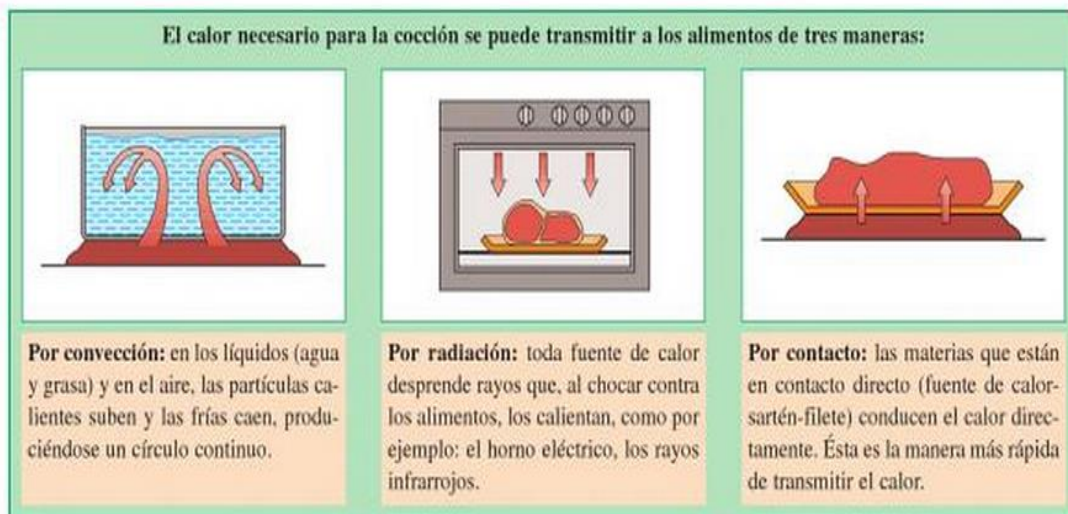 El calor necesario para la cocción se puede transmitir a los alimentos de tres maneras:
Por convección: en los líquidos (agua
y grasa) y en el aire, las partículas ca-
lientes suben y las frías caen, produ-
ciéndose un círculo continuo.
Por radiación: toda fuente de calor
desprende rayos que, al chocar contra
los alimentos, los calientan, como por
ejemplo: el horno eléctrico, los rayos
infrarrojos.
Por contacto: las materias que están
en contacto directo (fuente de calor-
sartén-filete) conducen el calor direc-
tamente. Ésta es la manera más rápida
de transmitir el calor.